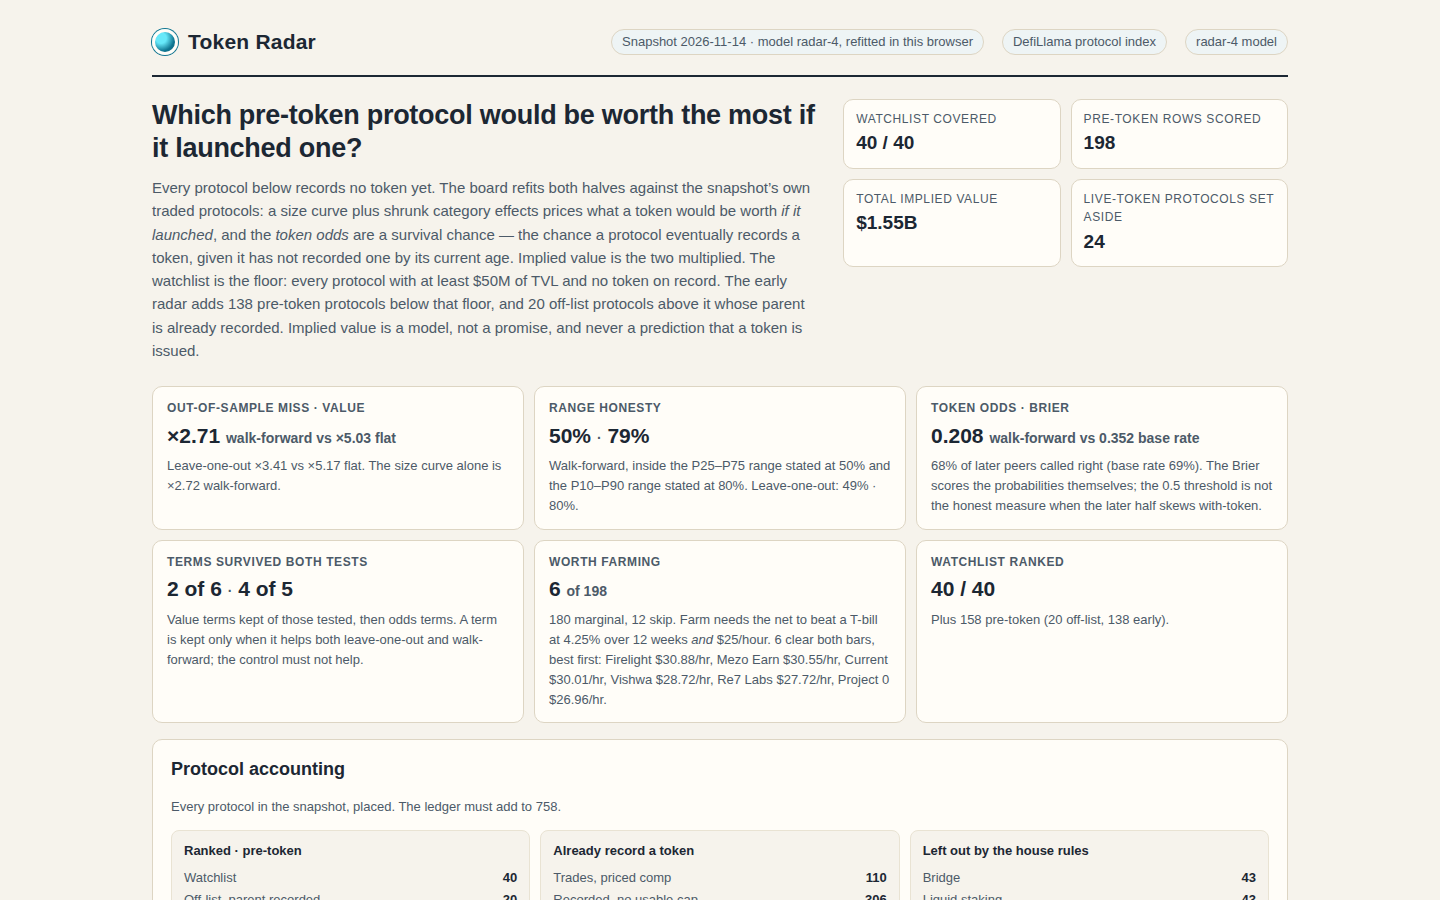 Token Radar
Snapshot 2026-11-14 · model radar-4, refitted in this browser
DefiLlama protocol index
radar-4 model
Which pre-token protocol would be worth the most if
it launched one?
Every protocol below records no token yet. The board refits both halves against the snapshot’s own
traded protocols: a size curve plus shrunk category effects prices what a token would be worth if it
launched, and the token odds are a survival chance — the chance a protocol eventually records a
token, given it has not recorded one by its current age. Implied value is the two multiplied. The
watchlist is the floor: every protocol with at least $50M of TVL and no token on record. The early
radar adds 138 pre-token protocols below that floor, and 20 off-list protocols above it whose parent
is already recorded. Implied value is a model, not a promise, and never a prediction that a token is
issued.
WATCHLIST COVERED
40 / 40
PRE-TOKEN ROWS SCORED
198
TOTAL IMPLIED VALUE
$1.55B
LIVE-TOKEN PROTOCOLS SET
ASIDE
24
OUT-OF-SAMPLE MISS · VALUE
×2.71 walk-forward vs ×5.03 flat
Leave-one-out ×3.41 vs ×5.17 flat. The size curve alone is
×2.72 walk-forward.
RANGE HONESTY
50% · 79%
Walk-forward, inside the P25–P75 range stated at 50% and
the P10–P90 range stated at 80%. Leave-one-out: 49% ·
80%.
TOKEN ODDS · BRIER
0.208 walk-forward vs 0.352 base rate
68% of later peers called right (base rate 69%). The Brier
scores the probabilities themselves; the 0.5 threshold is not
the honest measure when the later half skews with-token.
TERMS SURVIVED BOTH TESTS
2 of 6 · 4 of 5
Value terms kept of those tested, then odds terms. A term
is kept only when it helps both leave-one-out and walk-
forward; the control must not help.
WORTH FARMING
6 of 198
180 marginal, 12 skip. Farm needs the net to beat a T-bill
at 4.25% over 12 weeks and $25/hour. 6 clear both bars,
best first: Firelight $30.88/hr, Mezo Earn $30.55/hr, Current
$30.01/hr, Vishwa $28.72/hr, Re7 Labs $27.72/hr, Project 0
$26.96/hr.
WATCHLIST RANKED
40 / 40
Plus 158 pre-token (20 off-list, 138 early).
Protocol accounting
Every protocol in the snapshot, placed. The ledger must add to 758.
Ranked · pre-token
Watchlist 40
Off-list, parent recorded 20
Already record a token
Trades, priced comp 110
Recorded, no usable cap 306
Left out by the house rules
Bridge 43
Liquid staking 43